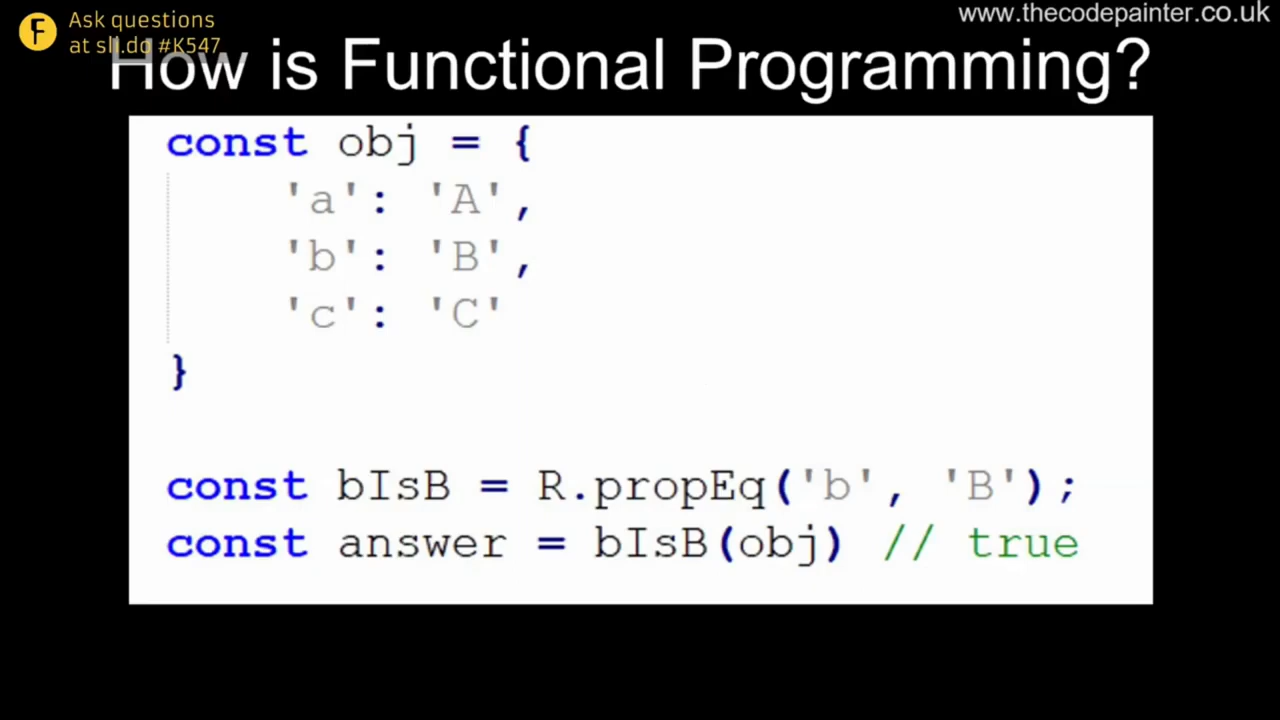 F
Ask questions
at sli.do #K547
www.thecodepainter.co.uk
How is Functional Programming?
const obj = {
'a': 'A',
'b': 'B',
'c': 'C'
}
const bIsB = R.propEq('b', 'B');
const answer = bIsB(obj) // true